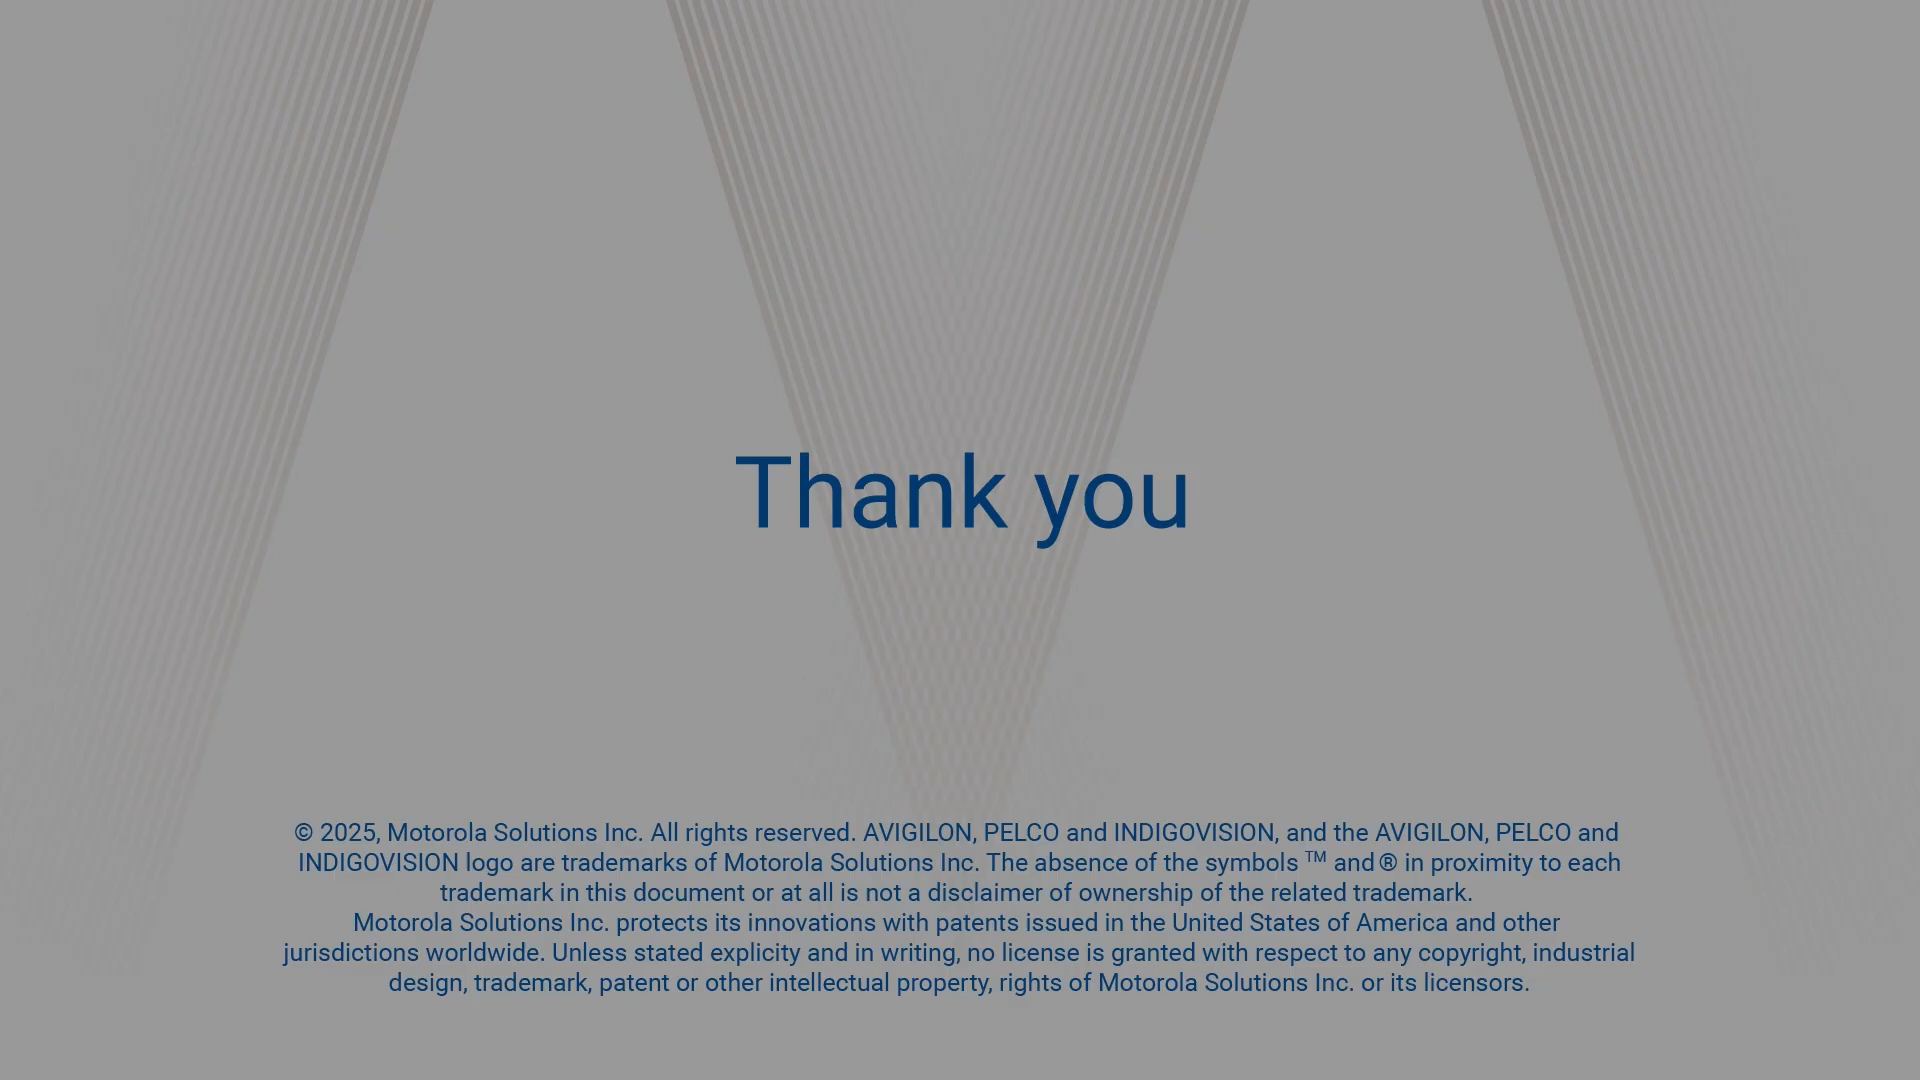 Thank you
© 2025, Motorola Solutions Inc. All rights reserved. AVIGILON, PELCO and INDIGOVISION, and the AVIGILON, PELCO and
INDIGOVISION logo are trademarks of Motorola Solutions Inc. The absence of the symbols ™ and ® in proximity to each
trademark in this document or at all is not a disclaimer of ownership of the related trademark.
Motorola Solutions Inc. protects its innovations with patents issued in the United States of America and other
jurisdictions worldwide. Unless stated explicity and in writing, no license is granted with respect to any copyright, industrial
design, trademark, patent or other intellectual property, rights of Motorola Solutions Inc. or its licensors.